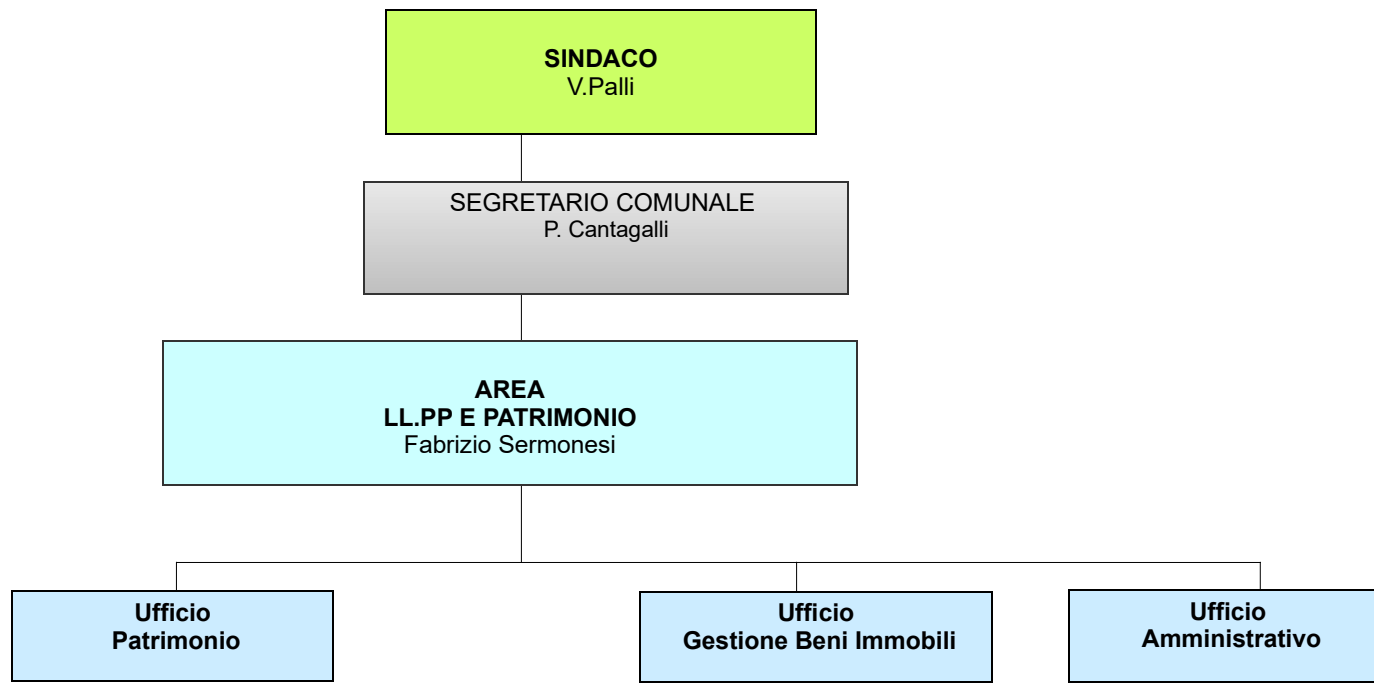 SINDACO
V.Palli
SEGRETARIO COMUNALE
P. Cantagalli
AREA
LL.PP E PATRIMONIO
Fabrizio Sermonesi
Ufficio
Patrimonio
Ufficio
Gestione Beni Immobili
Ufficio
Amministrativo